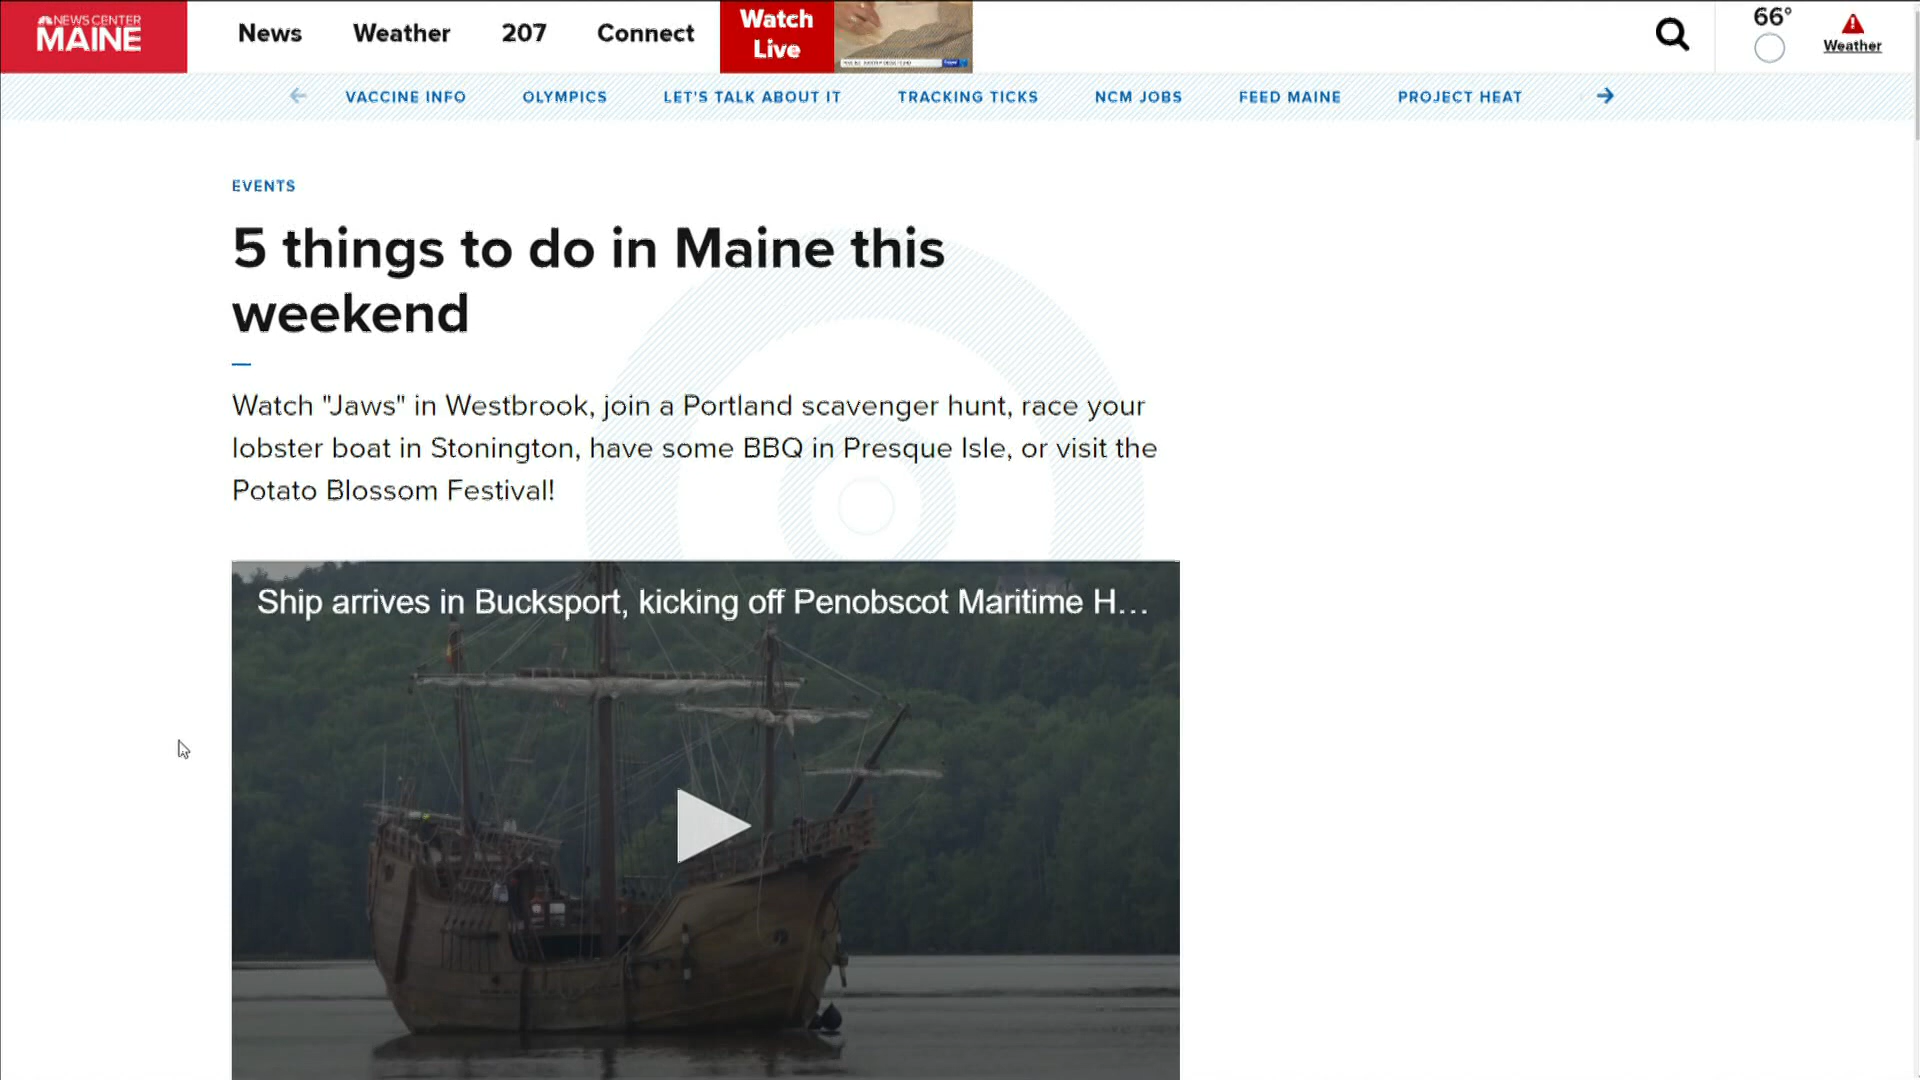 NEWS CENTER
MAINE
News
Weather
207
Connect
Watch
Live
66°
Weather
VACCINE INFO
OLYMPICS
LET'S TALK ABOUT IT
TRACKING TICKS
NCM JOBS
FEED MAINE
PROJECT HEAT
EVENTS
5 things to do in Maine this
weekend
Watch "Jaws" in Westbrook, join a Portland scavenger hunt, race your
lobster boat in Stonington, have some BBQ in Presque Isle, or visit the
Potato Blossom Festival!
Ship arrives in Bucksport, kicking off Penobscot Maritime H...